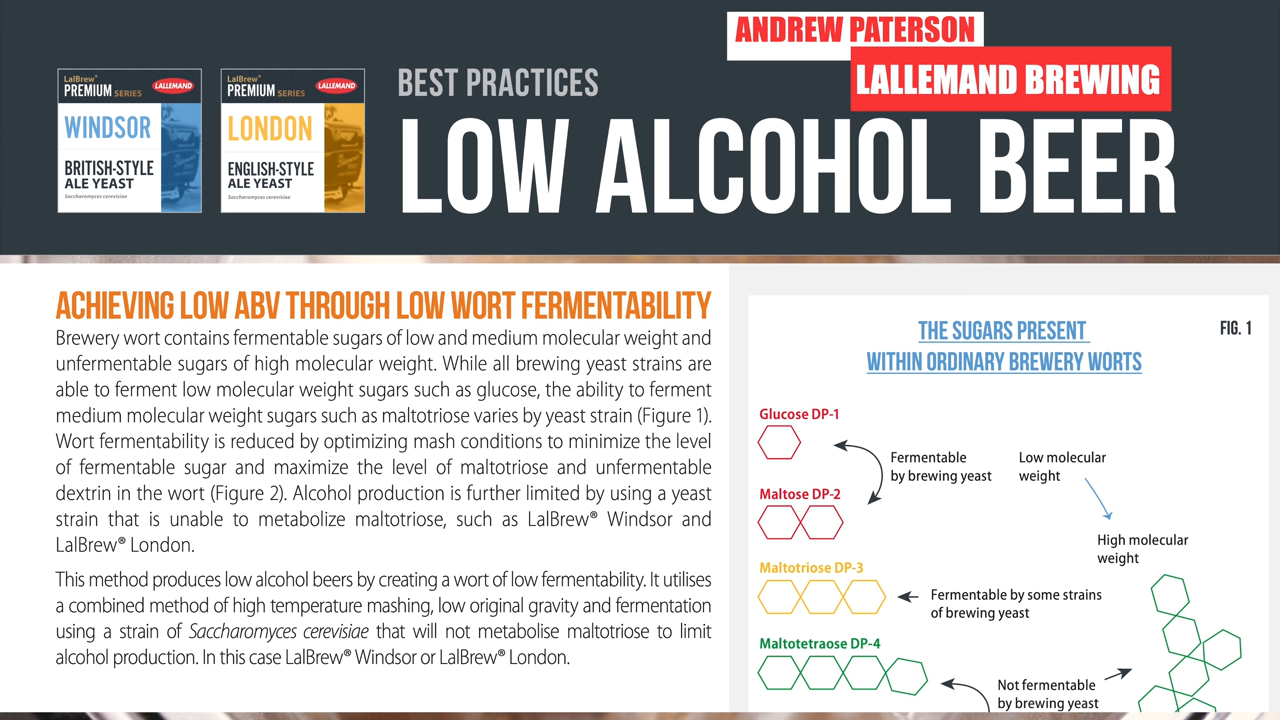 ANDREW PATERSON
LALLEMAND BREWING
LalBrew®
PREMIUM SERIES
LALLEMAND
WINDSOR
BRITISH-STYLE
ALE YEAST
Saccharomyces cerevisiae
LalBrew®
PREMIUM SERIES
LALLEMAND
LONDON
ENGLISH-STYLE
ALE YEAST
Saccharomyces cerevisiae
BEST PRACTICES
LOW ALCOHOL BEER
ACHIEVING LOW ABV THROUGH LOW WORT FERMENTABILITY
Brewery wort contains fermentable sugars of low and medium molecular weight and
unfermentable sugars of high molecular weight. While all brewing yeast strains are
able to ferment low molecular weight sugars such as glucose, the ability to ferment
medium molecular weight sugars such as maltotriose varies by yeast strain (Figure 1).
Wort fermentability is reduced by optimizing mash conditions to minimize the level
of fermentable sugar and maximize the level of maltotriose and unfermentable
dextrin in the wort (Figure 2). Alcohol production is further limited by using a yeast
strain that is unable to metabolize maltotriose, such as LalBrew® Windsor and
LalBrew® London.
This method produces low alcohol beers by creating a wort of low fermentability. It utilises
a combined method of high temperature mashing, low original gravity and fermentation
using a strain of Saccharomyces cerevisiae that will not metabolise maltotriose to limit
alcohol production. In this case LalBrew® Windsor or LalBrew® London.
THE SUGARS PRESENT
WITHIN ORDINARY BREWERY WORTS
FIG. 1
Glucose DP-1
Fermentable
by brewing yeast
Low molecular
weight
Maltose DP-2
High molecular
weight
Maltotriose DP-3
Fermentable by some strains
of brewing yeast
Maltotetraose DP-4
Not fermentable
by brewing yeast